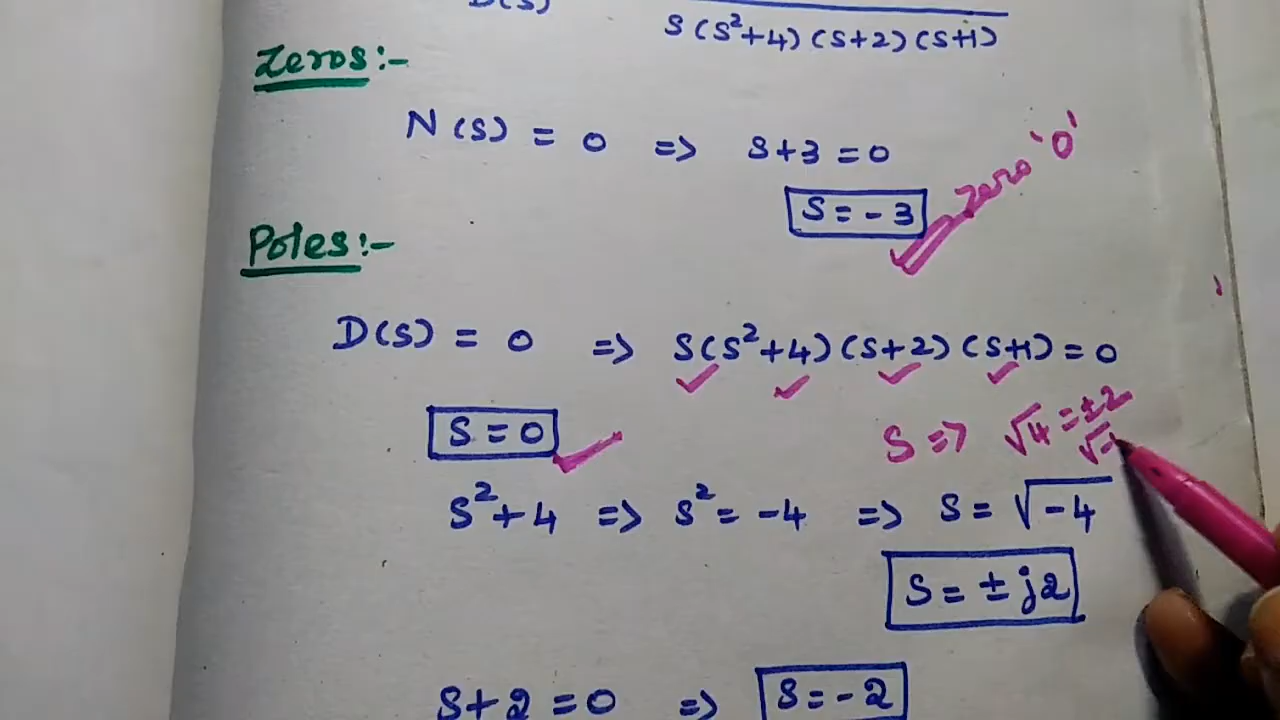 D(s) s(s²+4)(s+2)(s+1)
Zeros:-
N(s) = 0 => s+3 = 0
zero '0'
s = -3
Poles:-
D(s) = 0 => s(s²+4)(s+2)(s+1) = 0
s = 0
s => √4 = ±2
s²+4 => s² = -4 => s = √-4
s = ±j2
s+2 = 0 => s = -2